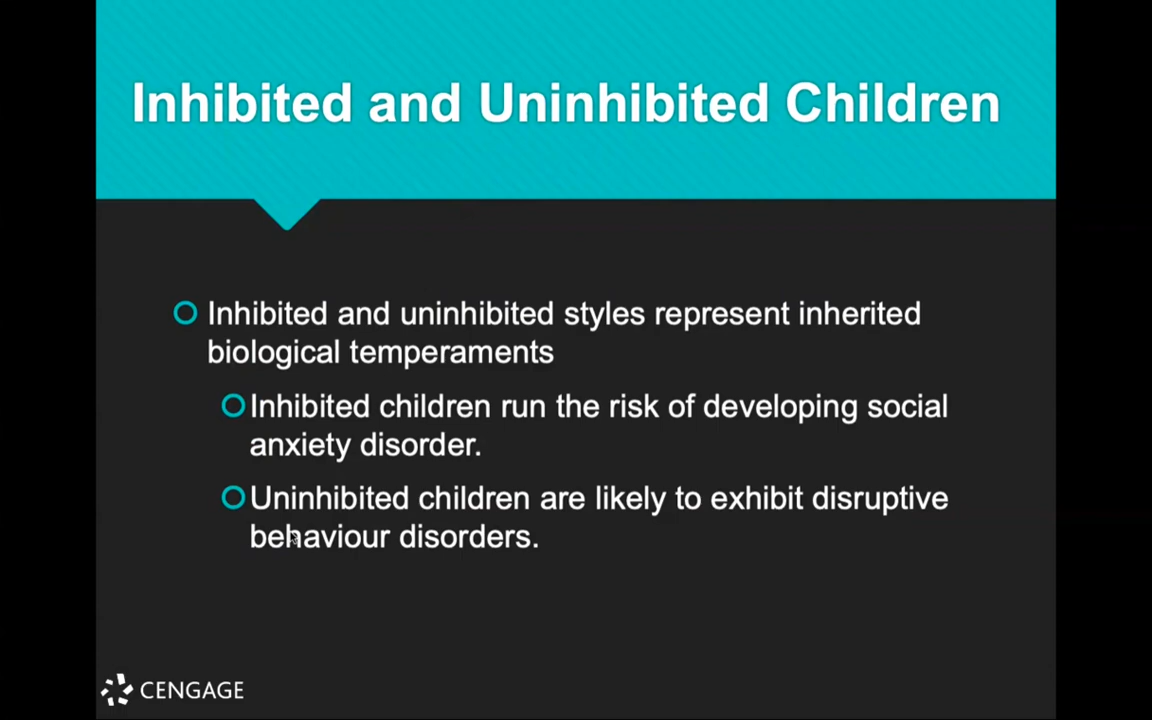 Inhibited and Uninhibited Children
Inhibited and uninhibited styles represent inherited
biological temperaments
Inhibited children run the risk of developing social
anxiety disorder.
Uninhibited children are likely to exhibit disruptive
behaviour disorders.
CENGAGE